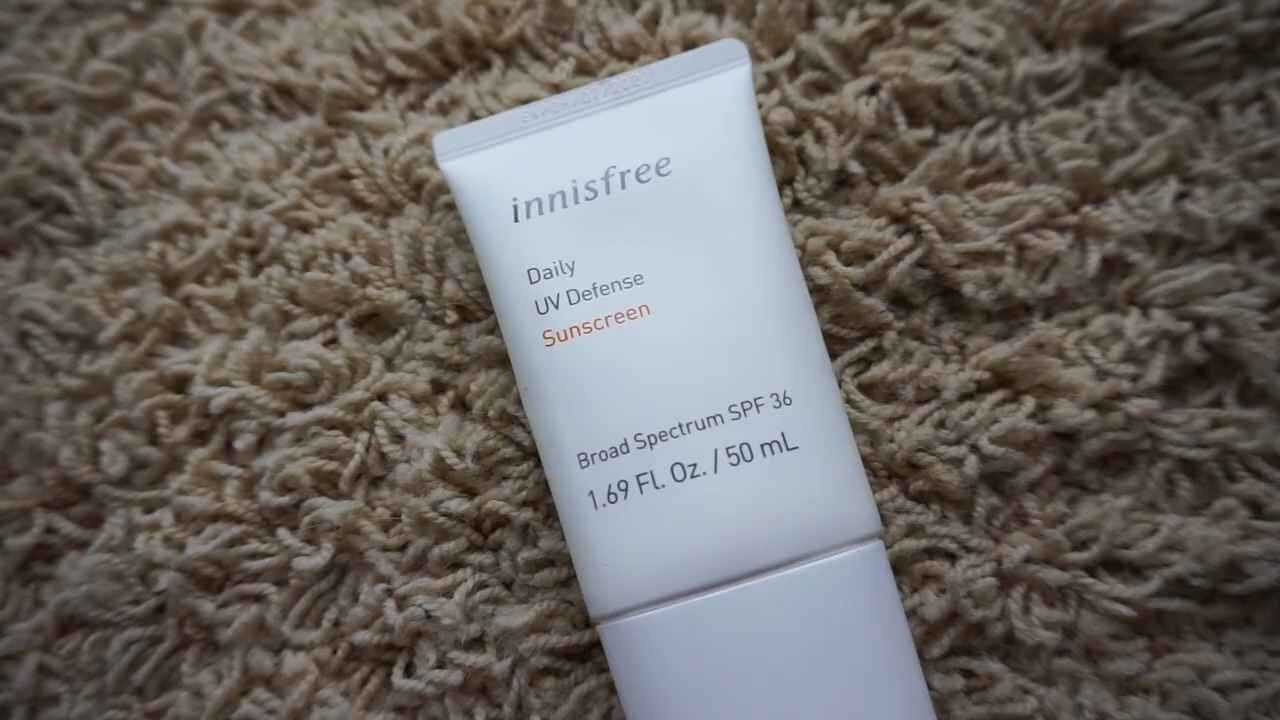 innisfree
Daily
UV Defense
Sunscreen
Broad Spectrum SPF 36
1.69 Fl. Oz. / 50 mL